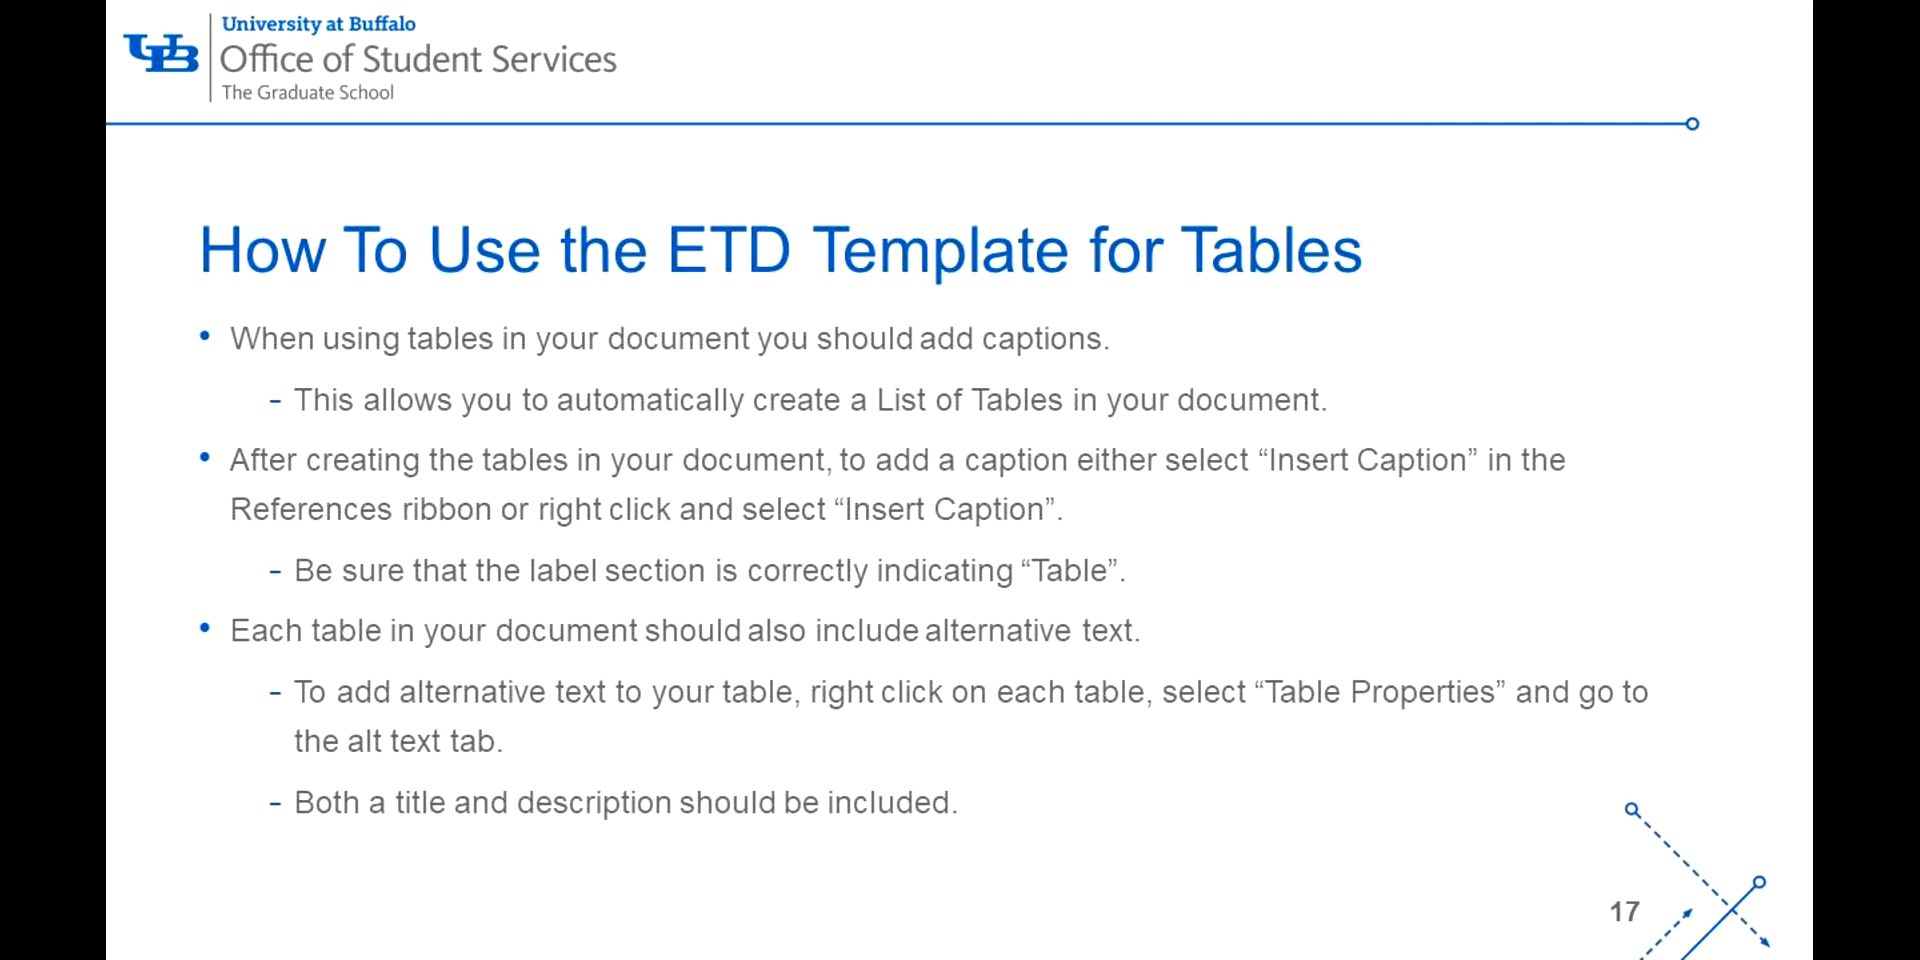 University at Buffalo
UB
Office of Student Services
The Graduate School
How To Use the ETD Template for Tables
• When using tables in your document you should add captions.
– This allows you to automatically create a List of Tables in your document.
• After creating the tables in your document, to add a caption either select “Insert Caption” in the
References ribbon or right click and select “Insert Caption”.
– Be sure that the label section is correctly indicating “Table”.
• Each table in your document should also include alternative text.
– To add alternative text to your table, right click on each table, select “Table Properties” and go to
the alt text tab.
– Both a title and description should be included.
17